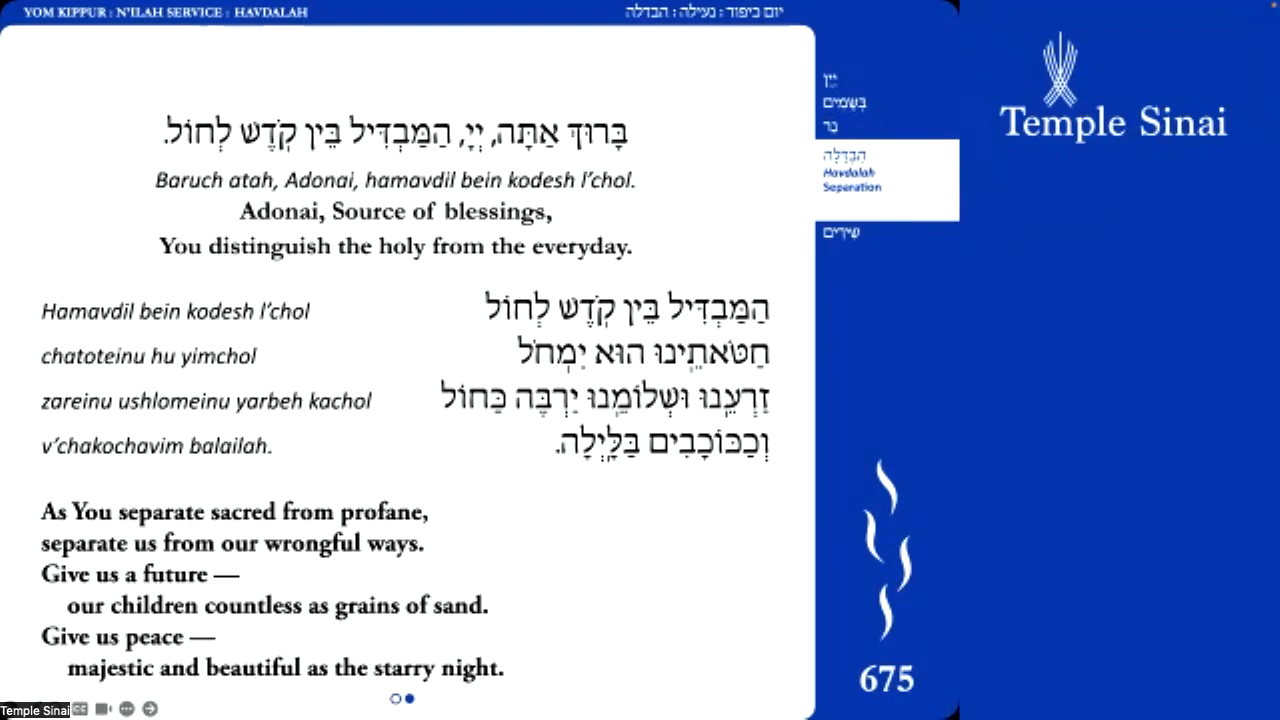 YOM KIPPUR : N'ILAH SERVICE : HAVDALAH
יום כיפור : נעילה : הבדלה
בָּרוּךְ אַתָּה, יְיָ, הַמַּבְדִּיל בֵּין קֹֽדֶשׁ לְחוֹל.
Baruch atah, Adonai, hamavdil bein kodesh l'chol.
Adonai, Source of blessings,
You distinguish the holy from the everyday.
Hamavdil bein kodesh l'chol
הַמַּבְדִּיל בֵּין קֹֽדֶשׁ לְחוֹל
chatoteinu hu yimchol
חַטֹּאתֵֽינוּ הוּא יִמְחֹל
zareinu ushlomeinu yarbeh kachol
זַרְעֵֽנוּ וּשְׁלוֹמֵֽנוּ יַרְבֶּה כַּחוֹל
v'chakochavim balailah.
וְכַכּוֹכָבִים בַּלָּֽיְלָה.
As You separate sacred from profane,
separate us from our wrongful ways.
Give us a future —
our children countless as grains of sand.
Give us peace —
majestic and beautiful as the starry night.
יַיִן
בְּשָׂמִים
נֵר
הַבְדָּלָה
Havdalah
Separation
שִׁירִים
675
Temple Sinai
Temple Sinai